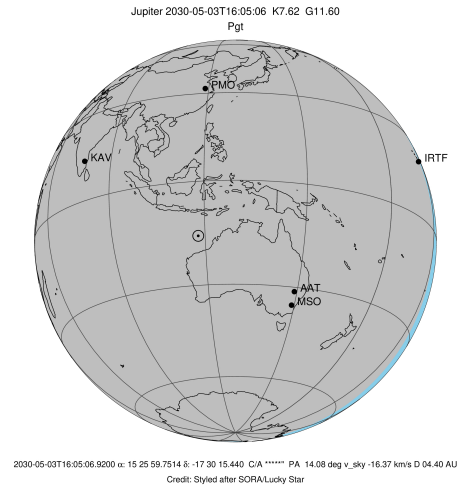 Jupiter 2030-05-03T16:05:06 K7.62 G11.60
Pgt
PMO
KAV
IRTF
AAT
MSO
2030-05-03T16:05:06.9200 α: 15 25 59.7514 δ: -17 30 15.440 C/A *****" PA 14.08 deg v_sky -16.37 km/s D 04.40 AU
Credit: Styled after SORA/Lucky Star